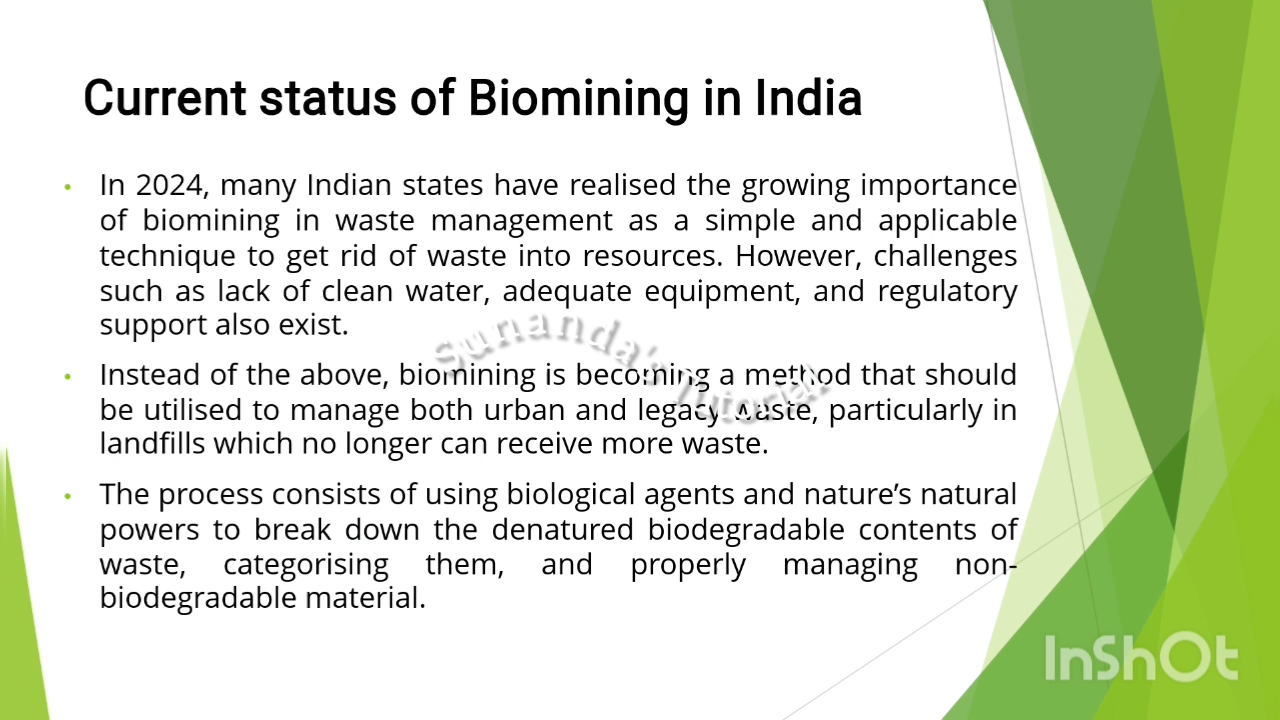 Current status of Biomining in India
• In 2024, many Indian states have realised the growing importance
of biomining in waste management as a simple and applicable
technique to get rid of waste into resources. However, challenges
such as lack of clean water, adequate equipment, and regulatory
support also exist.
• Instead of the above, biomining is becoming a method that should
be utilised to manage both urban and legacy waste, particularly in
landfills which no longer can receive more waste.
• The process consists of using biological agents and nature’s natural
powers to break down the denatured biodegradable contents of
waste, categorising them, and properly managing non-
biodegradable material.
Sunanda's Tutorial
InShOt